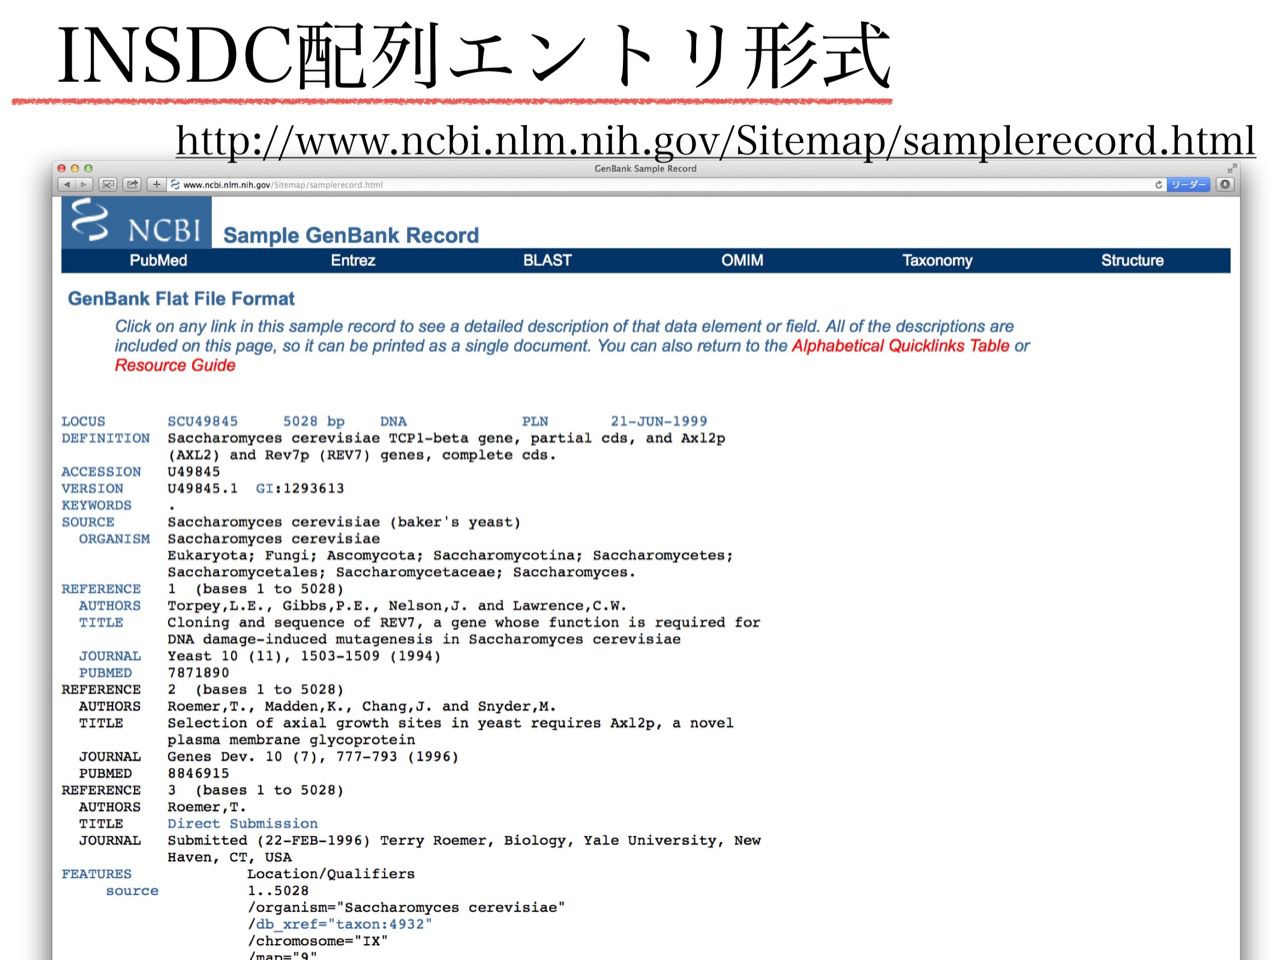 INSDC配列エントリ形式
http://www.ncbi.nlm.nih.gov/Sitemap/samplerecord.html
GenBank Sample Record
www.ncbi.nlm.nih.gov/Sitemap/samplerecord.html リーダー
NCBI Sample GenBank Record
PubMed Entrez BLAST OMIM Taxonomy Structure
GenBank Flat File Format
Click on any link in this sample record to see a detailed description of that data element or field. All of the descriptions are
included on this page, so it can be printed as a single document. You can also return to the Alphabetical Quicklinks Table or
Resource Guide
LOCUS SCU49845 5028 bp DNA PLN 21-JUN-1999
DEFINITION Saccharomyces cerevisiae TCP1-beta gene, partial cds, and Axl2p
(AXL2) and Rev7p (REV7) genes, complete cds.
ACCESSION U49845
VERSION U49845.1 GI:1293613
KEYWORDS .
SOURCE Saccharomyces cerevisiae (baker's yeast)
ORGANISM Saccharomyces cerevisiae
Eukaryota; Fungi; Ascomycota; Saccharomycotina; Saccharomycetes;
Saccharomycetales; Saccharomycetaceae; Saccharomyces.
REFERENCE 1 (bases 1 to 5028)
AUTHORS Torpey,L.E., Gibbs,P.E., Nelson,J. and Lawrence,C.W.
TITLE Cloning and sequence of REV7, a gene whose function is required for
DNA damage-induced mutagenesis in Saccharomyces cerevisiae
JOURNAL Yeast 10 (11), 1503-1509 (1994)
PUBMED 7871890
REFERENCE 2 (bases 1 to 5028)
AUTHORS Roemer,T., Madden,K., Chang,J. and Snyder,M.
TITLE Selection of axial growth sites in yeast requires Axl2p, a novel
plasma membrane glycoprotein
JOURNAL Genes Dev. 10 (7), 777-793 (1996)
PUBMED 8846915
REFERENCE 3 (bases 1 to 5028)
AUTHORS Roemer,T.
TITLE Direct Submission
JOURNAL Submitted (22-FEB-1996) Terry Roemer, Biology, Yale University, New
Haven, CT, USA
FEATURES Location/Qualifiers
source 1..5028
/organism="Saccharomyces cerevisiae"
/db_xref="taxon:4932"
/chromosome="IX"
/map="9"